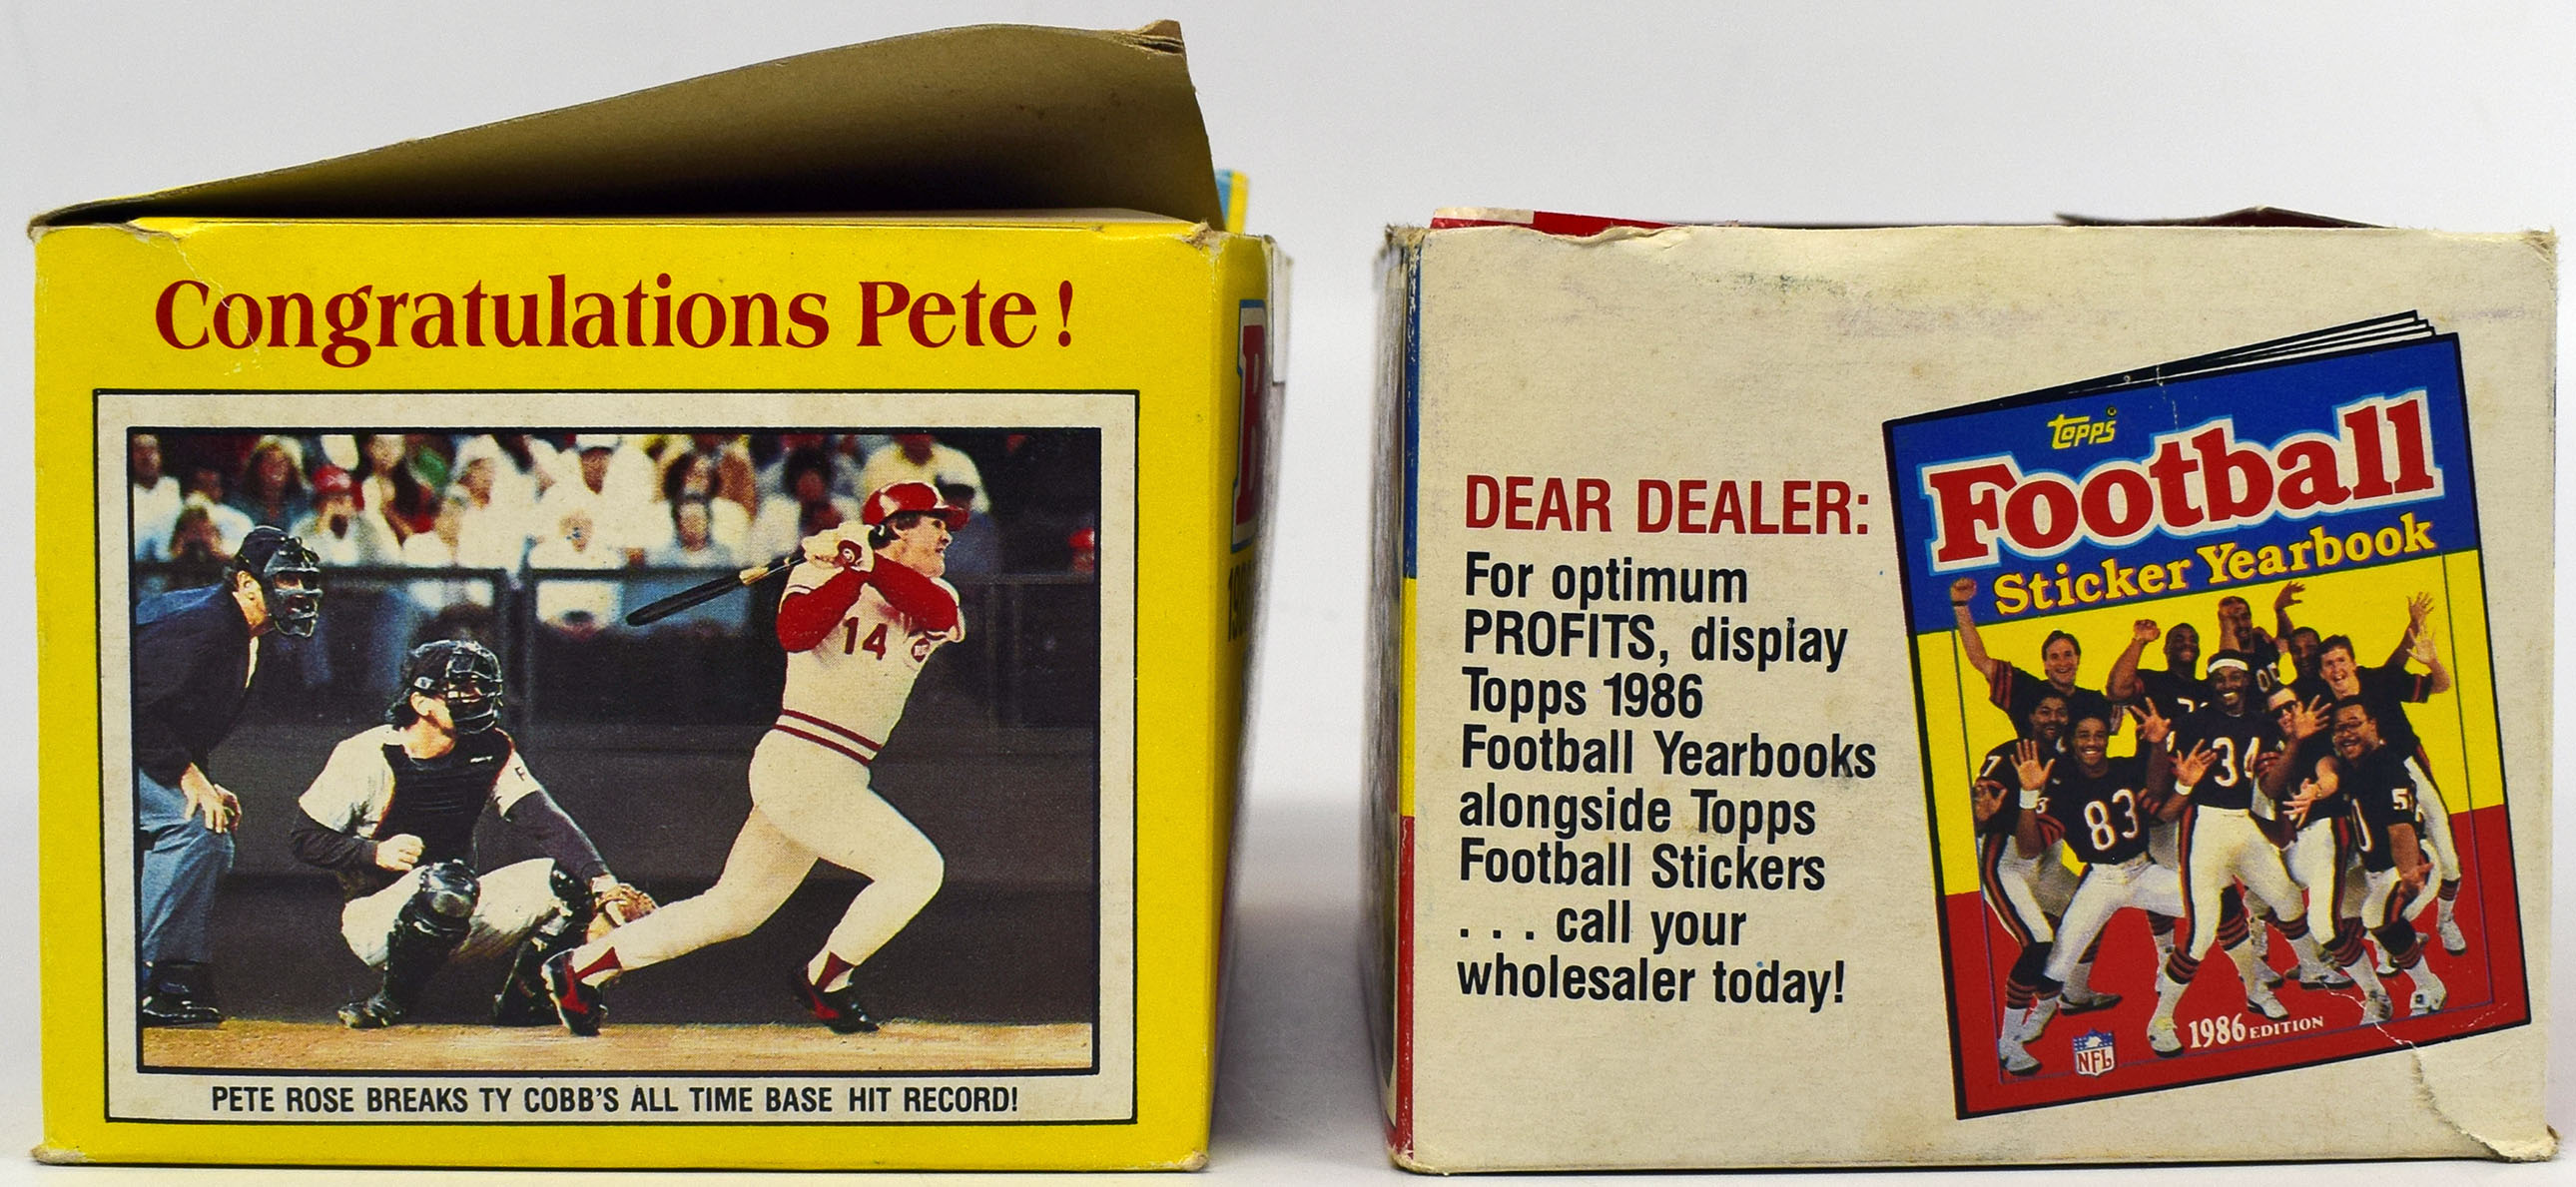 Congratulations Pete!
14
PETE ROSE BREAKS TY COBB'S ALL TIME BASE HIT RECORD!
DEAR DEALER:
For optimum
PROFITS, display
Topps 1986
Football Yearbooks
alongside Topps
Football Stickers
. . . call your
wholesaler today!
TOPPS
Football
Sticker Yearbook
83
34
1986 EDITION
NFL